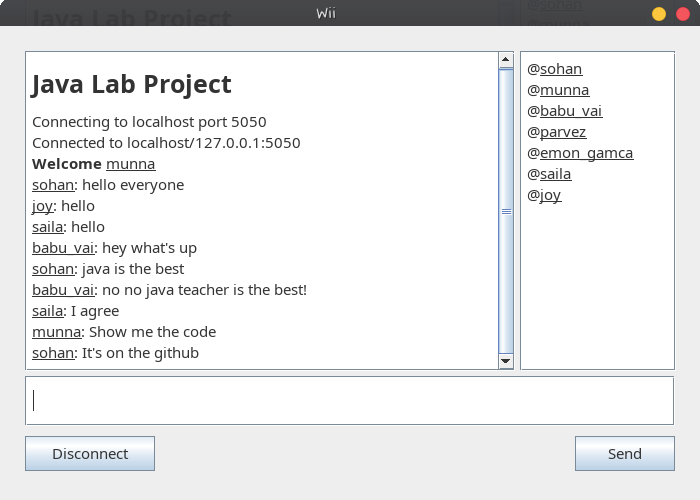 Wii
Java Lab Project
Connecting to localhost port 5050
Connected to localhost/127.0.0.1:5050
Welcome munna
sohan: hello everyone
joy: hello
saila: hello
babu_vai: hey what's up
sohan: java is the best
babu_vai: no no java teacher is the best!
saila: I agree
munna: Show me the code
sohan: It's on the github
@sohan
@munna
@babu_vai
@parvez
@emon_gamca
@saila
@joy
Disconnect
Send